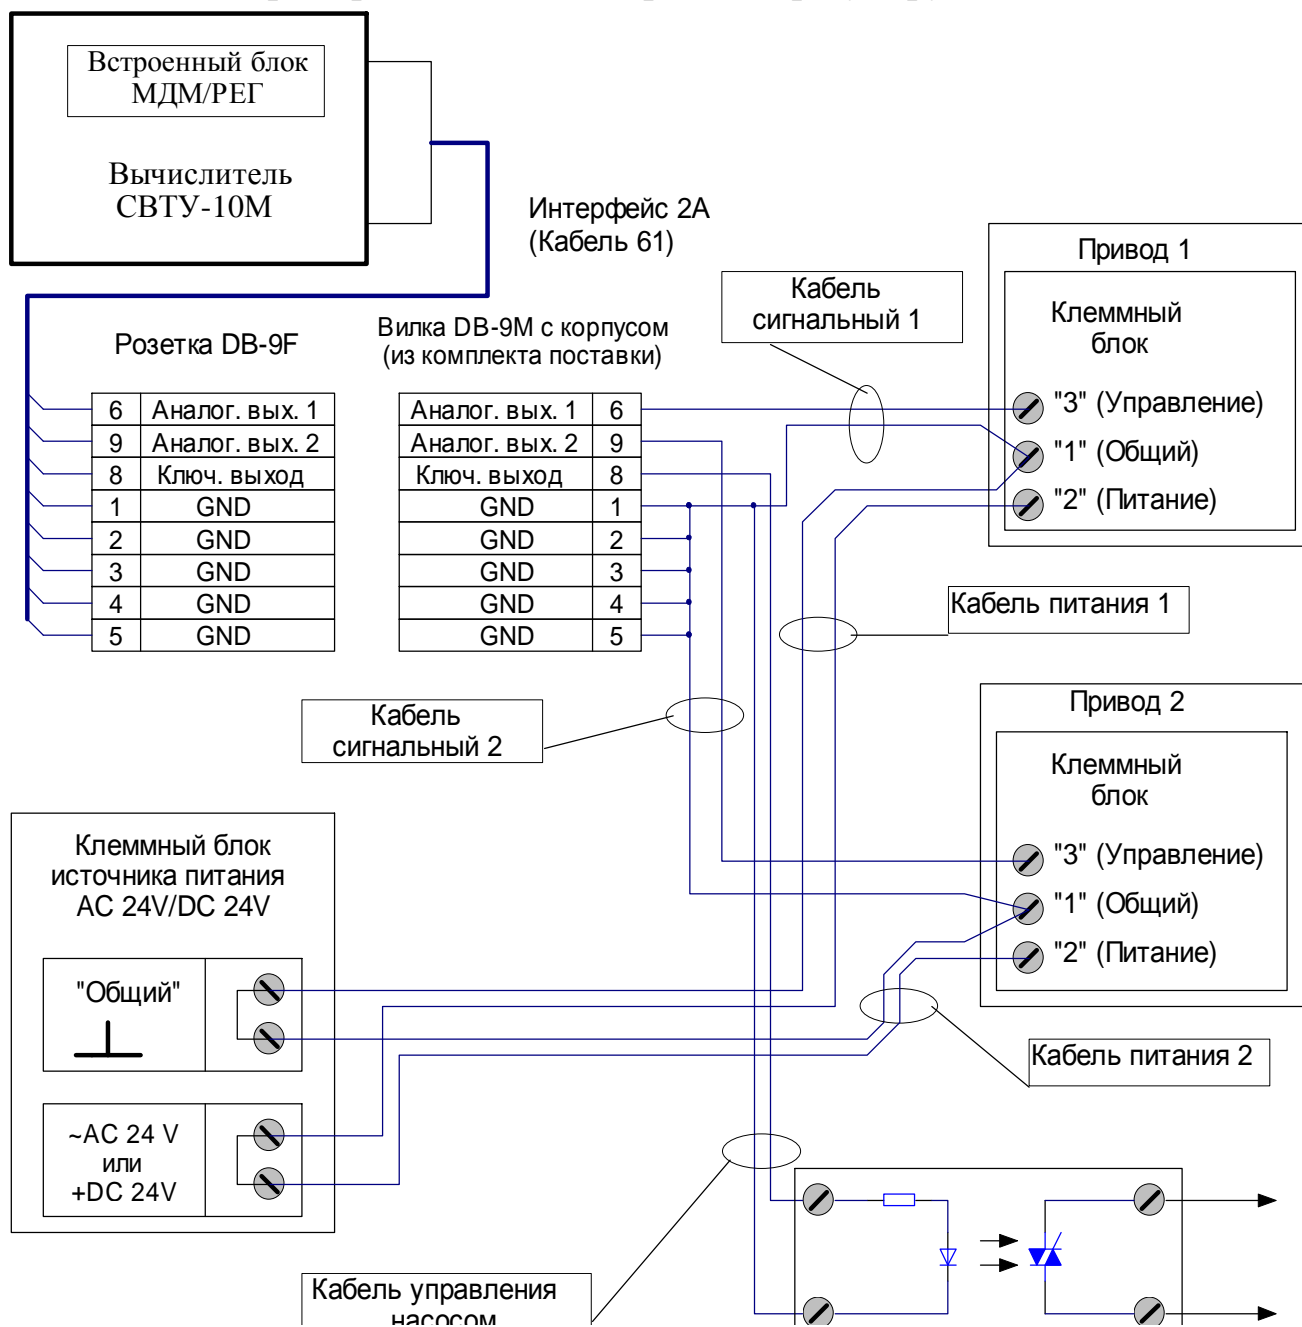 Встроенный блок
МДМ/РЕГ
Вычислитель
СВТУ-10М
Интерфейс 2А
(Кабель 61)
Розетка DB-9F
6 Аналог. вых. 1
9 Аналог. вых. 2
8 Ключ. выход
1 GND
2 GND
3 GND
4 GND
5 GND
Вилка DB-9M с корпусом
(из комплекта поставки)
Аналог. вых. 1 6
Аналог. вых. 2 9
Ключ. выход 8
GND 1
GND 2
GND 3
GND 4
GND 5
Кабель
сигнальный 1
Привод 1
Клеммный
блок
"3" (Управление)
"1" (Общий)
"2" (Питание)
Кабель питания 1
Кабель
сигнальный 2
Привод 2
Клеммный
блок
"3" (Управление)
"1" (Общий)
"2" (Питание)
Кабель питания 2
Клеммный блок
источника питания
AC 24V/DC 24V
"Общий"
~AC 24 V
или
+DC 24V
Кабель управления
насосом